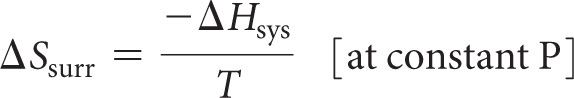 ΔS_surr = −ΔH_sys / T [at constant P]